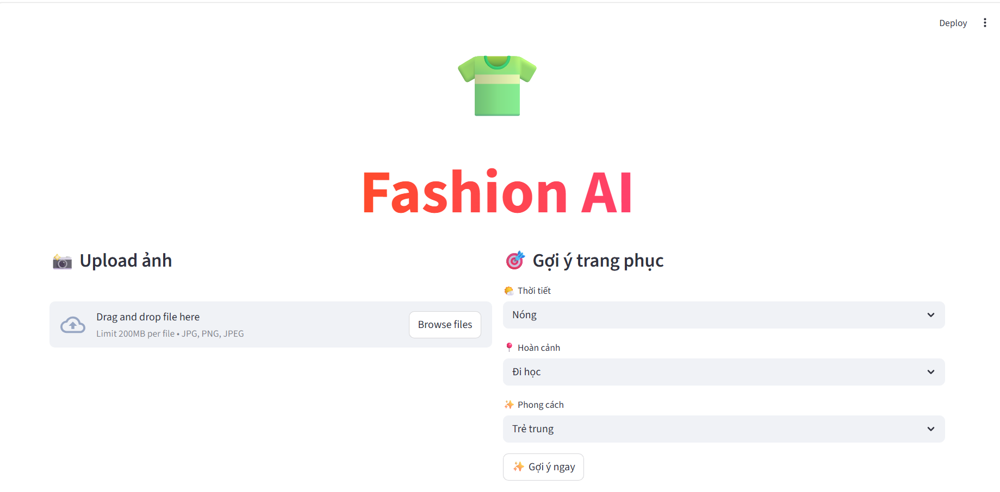 Deploy
Fashion AI
Upload ảnh
Drag and drop file here
Limit 200MB per file • JPG, PNG, JPEG
Browse files
Gợi ý trang phục
Thời tiết
Nóng
Hoàn cảnh
Đi học
Phong cách
Trẻ trung
Gợi ý ngay